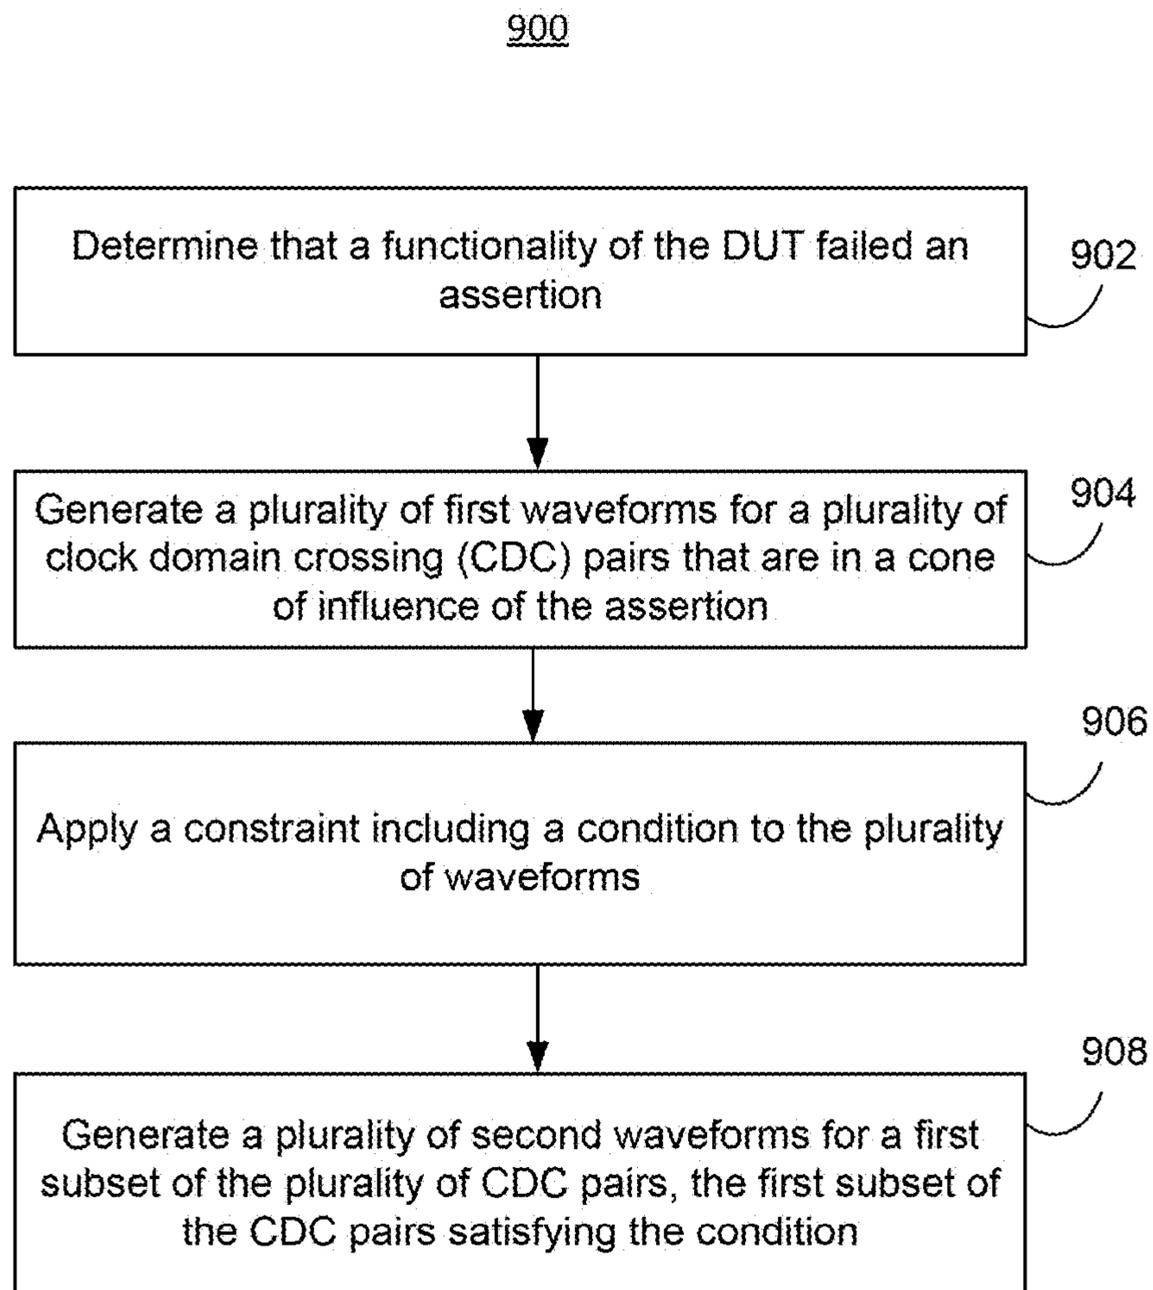 900
Determine that a functionality of the DUT failed an
assertion
902
Generate a plurality of first waveforms for a plurality of
clock domain crossing (CDC) pairs that are in a cone
of influence of the assertion
904
Apply a constraint including a condition to the plurality
of waveforms
906
Generate a plurality of second waveforms for a first
subset of the plurality of CDC pairs, the first subset of
the CDC pairs satisfying the condition
908